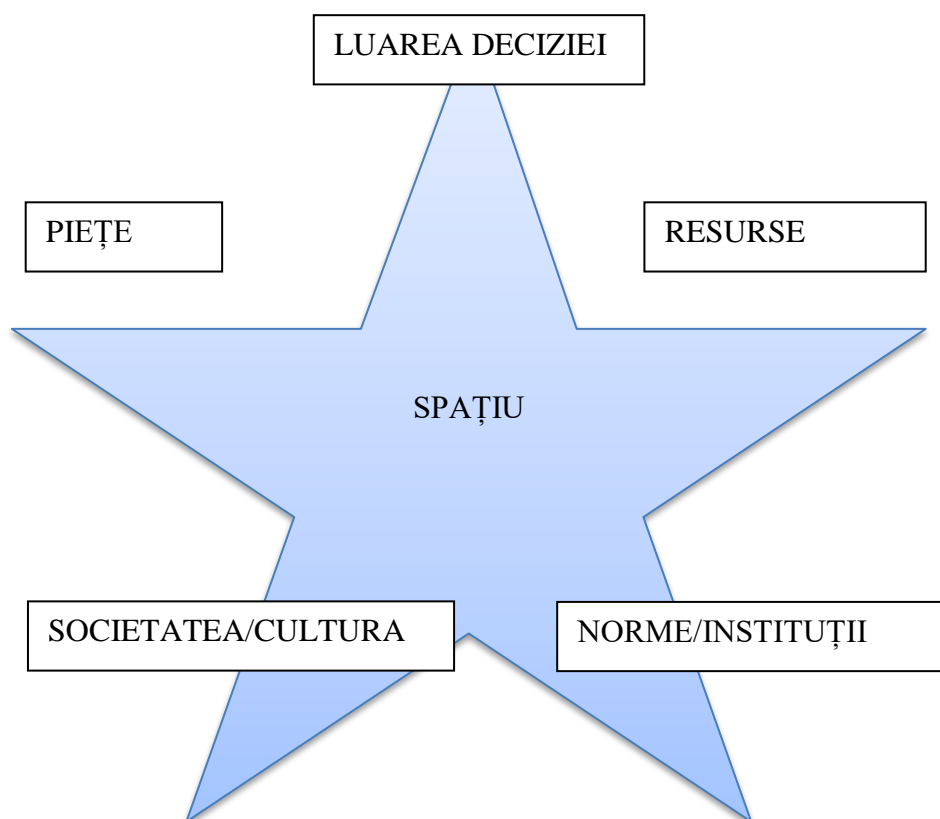 LUAREA DECIZIEI
PIEȚE
RESURSE
SPAȚIU
SOCIETATEA/CULTURA
NORME/INSTITUȚII